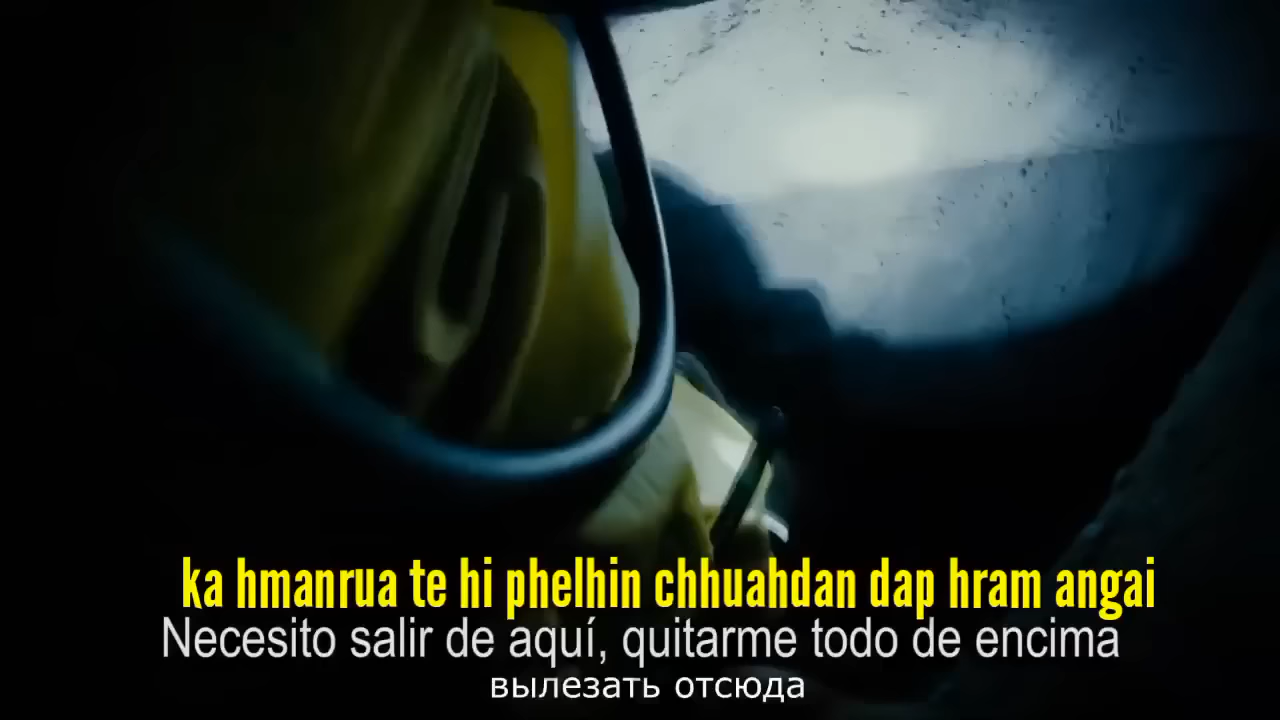 ka hmanrua te hi phelhin chhuahdan dap hram angai
Necesito salir de aquí, quitarme todo de encima
вылезать отсюда